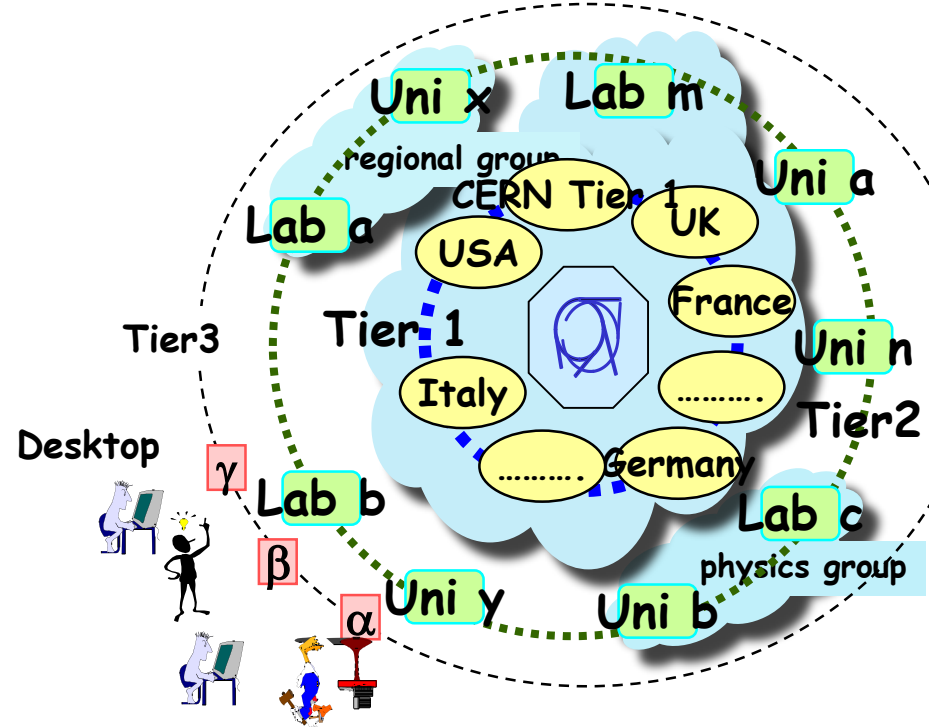 Uni x
Lab m
regional group
Uni a
CERN Tier 1
UK
Lab a
USA
France
Tier 1
Tier3
Uni n
Italy
……….
Tier2
Desktop
……….
Germany
γ
Lab b
Lab c
β
physics group
Uni y
Uni b
α